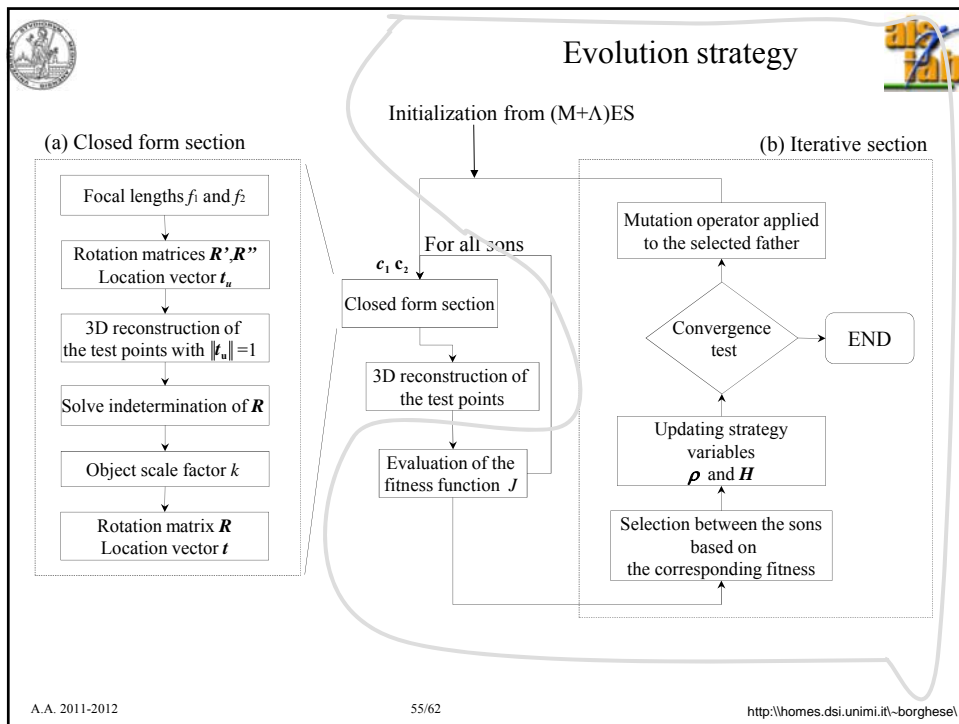 Evolution strategy
Initialization from (M+Λ)ES
(a) Closed form section
Focal lengths f1 and f2
Rotation matrices R’,R’’
Location vector tu
3D reconstruction of
the test points with ||tu|| =1
Solve indetermination of R
Object scale factor k
Rotation matrix R
Location vector t
For all sons
c1 c2
Closed form section
3D reconstruction of
the test points
Evaluation of the
fitness function J
(b) Iterative section
Mutation operator applied
to the selected father
Convergence
test
END
Updating strategy
variables
ρ and H
Selection between the sons
based on
the corresponding fitness
A.A. 2011-2012
55/62
http:\\homes.dsi.unimi.it\~borghese\